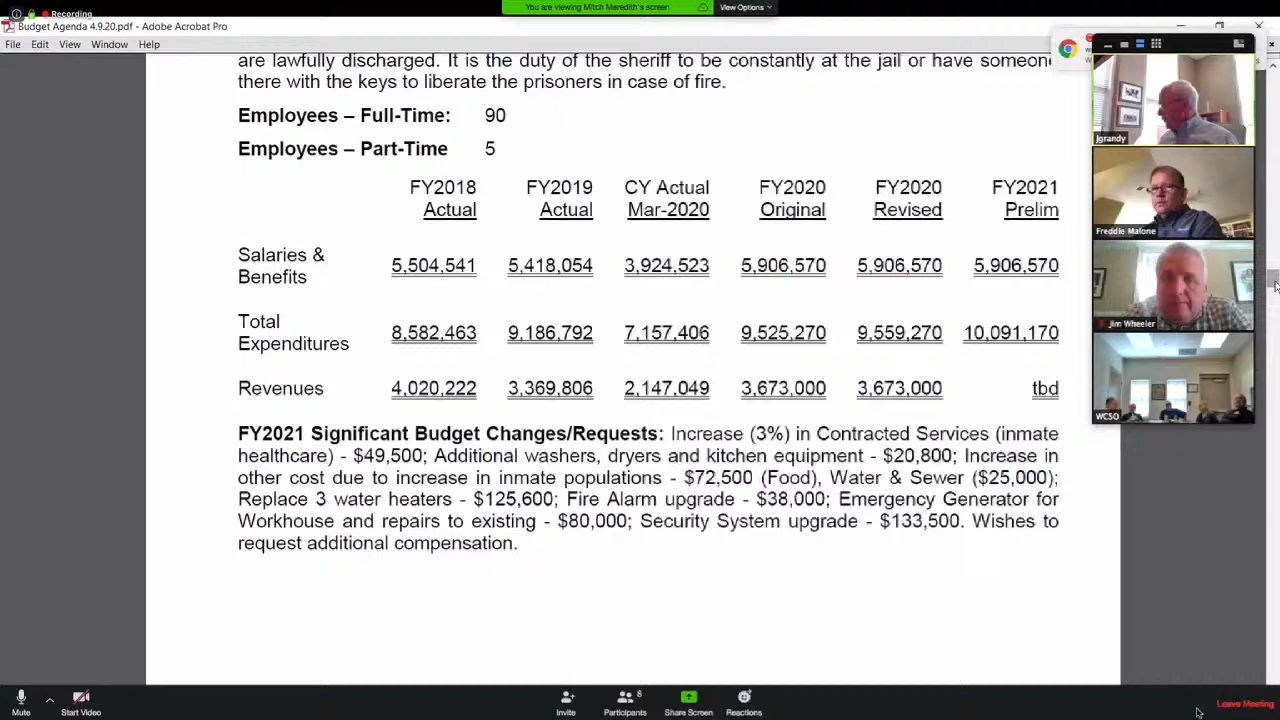 Recording
You are viewing Mitch Meredith's screen
View Options
Budget Agenda 4.9.20.pdf - Adobe Acrobat Pro
File Edit View Window Help
are lawfully discharged. It is the duty of the sheriff to be constantly at the jail or have someone
there with the keys to liberate the prisoners in case of fire.
Employees – Full-Time: 90
Employees – Part-Time 5
FY2018 FY2019 CY Actual FY2020 FY2020 FY2021
Actual Actual Mar-2020 Original Revised Prelim
Salaries &
Benefits 5,504,541 5,418,054 3,924,523 5,906,570 5,906,570 5,906,570
Total
Expenditures 8,582,463 9,186,792 7,157,406 9,525,270 9,559,270 10,091,170
Revenues 4,020,222 3,369,806 2,147,049 3,673,000 3,673,000 tbd
FY2021 Significant Budget Changes/Requests: Increase (3%) in Contracted Services (inmate
healthcare) - $49,500; Additional washers, dryers and kitchen equipment - $20,800; Increase in
other cost due to increase in inmate populations - $72,500 (Food), Water & Sewer ($25,000);
Replace 3 water heaters - $125,600; Fire Alarm upgrade - $38,000; Emergency Generator for
Workhouse and repairs to existing - $80,000; Security System upgrade - $133,500. Wishes to
request additional compensation.
jgrandy
Freddie Malone
Jim Wheeler
WCSO
Mute
Start Video
Invite
Participants 8
Share Screen
Reactions
Leave Meeting